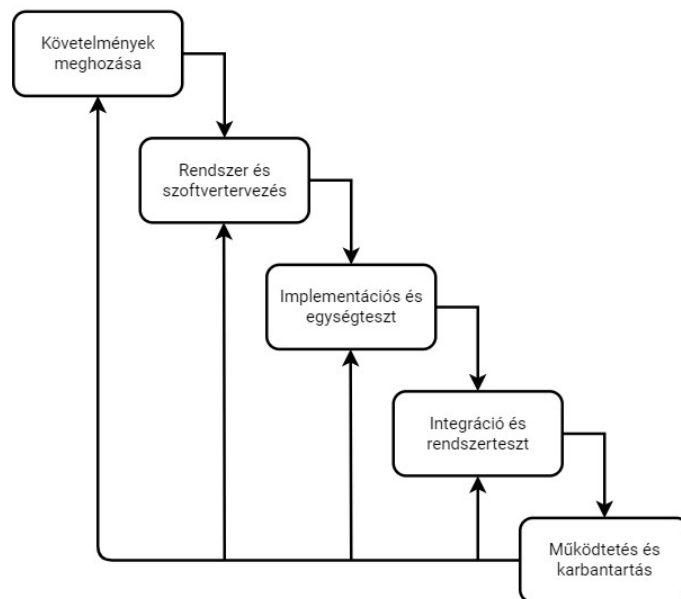 Követelmények
meghozása
Rendszer és
szoftvertervezés
Implementációs és
egységteszt
Integráció és
rendszerteszt
Működtetés és
karbantartás